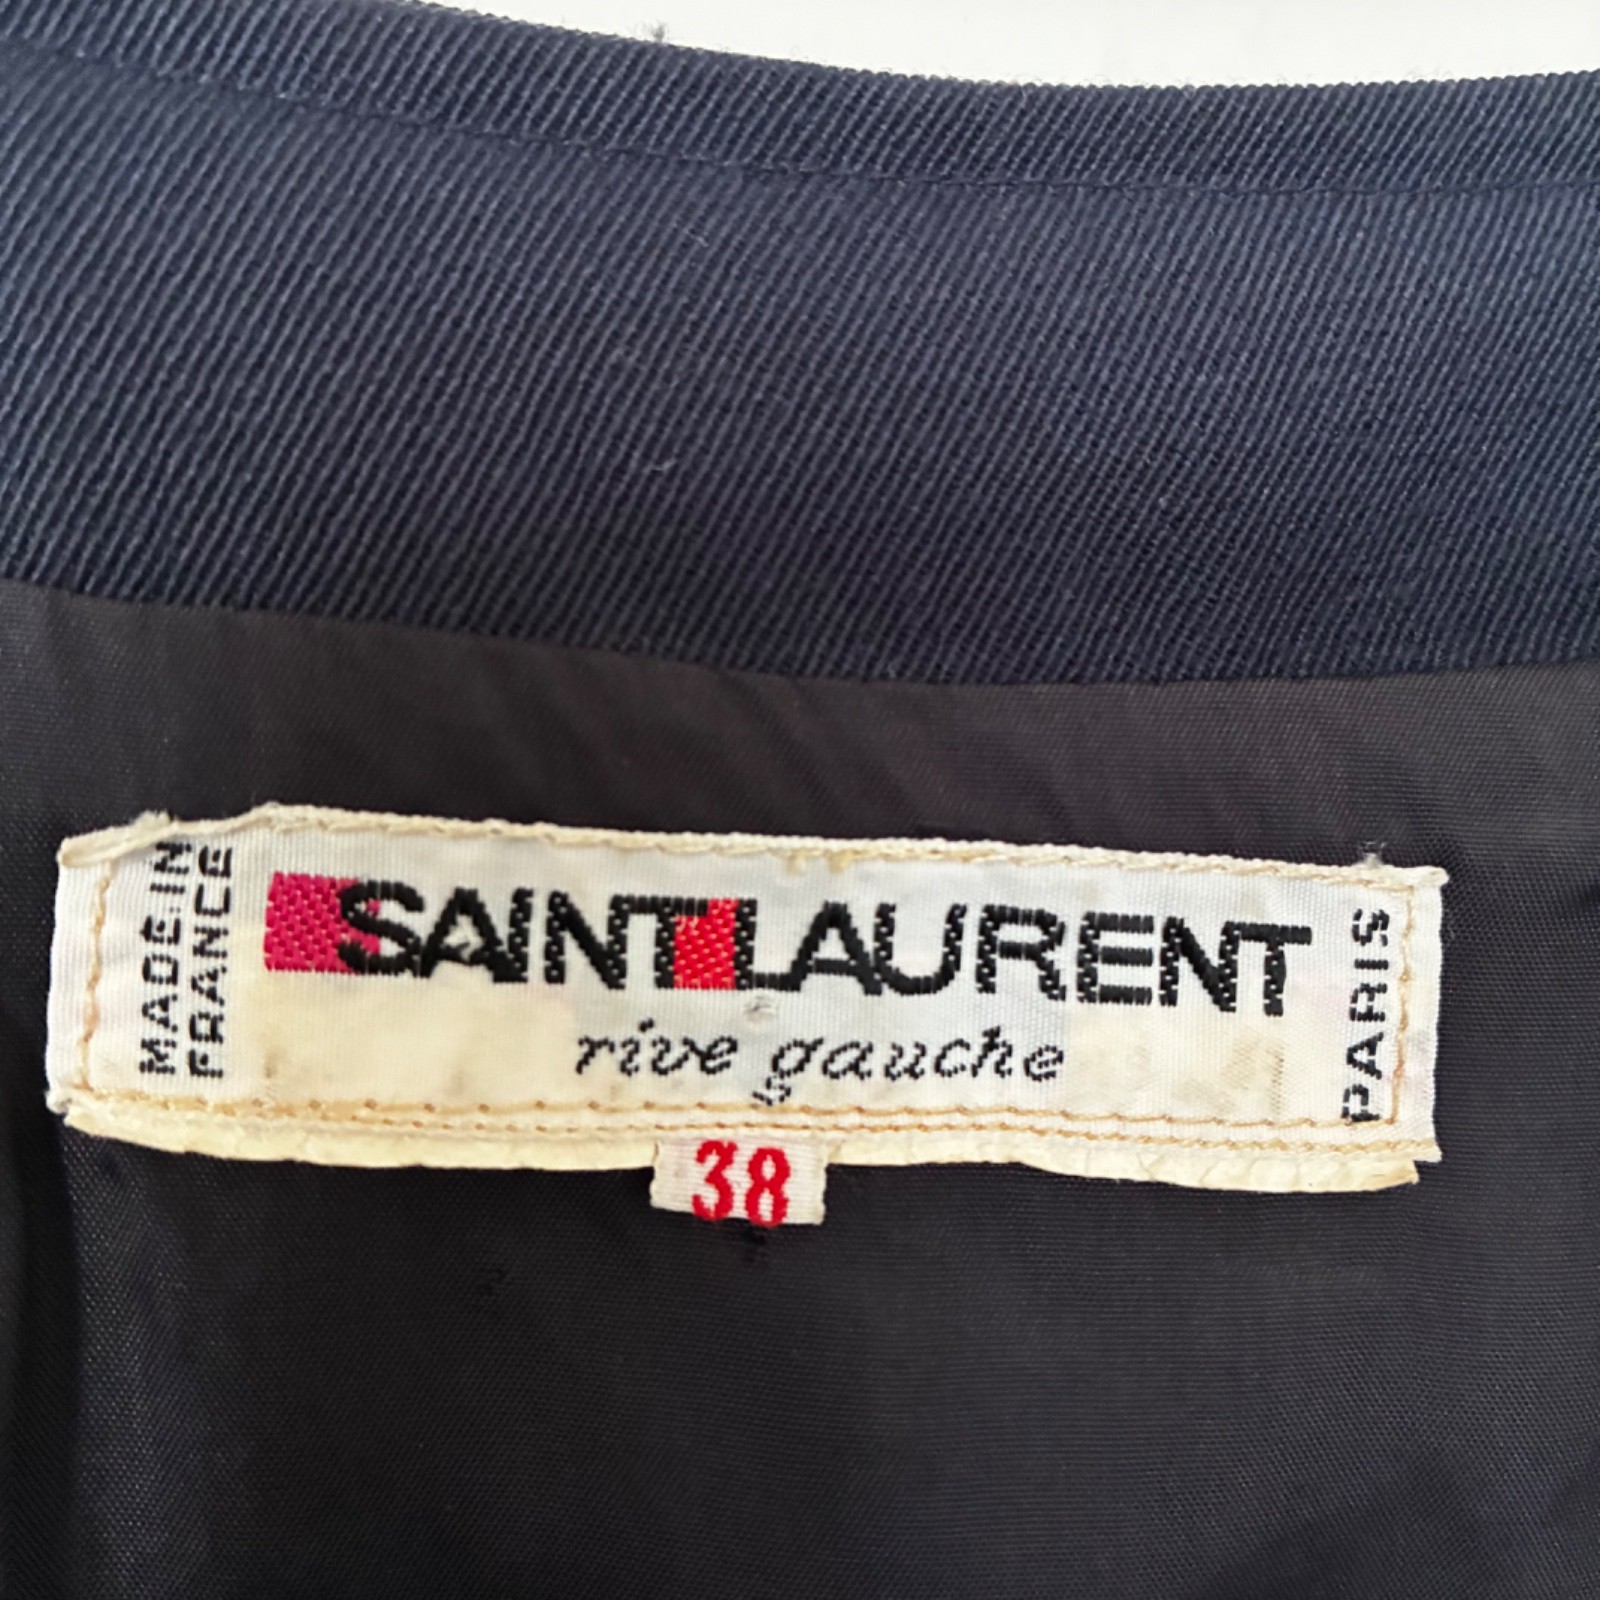 MADE IN
FRANCE
SAINT LAURENT
rive gauche
PARIS
38